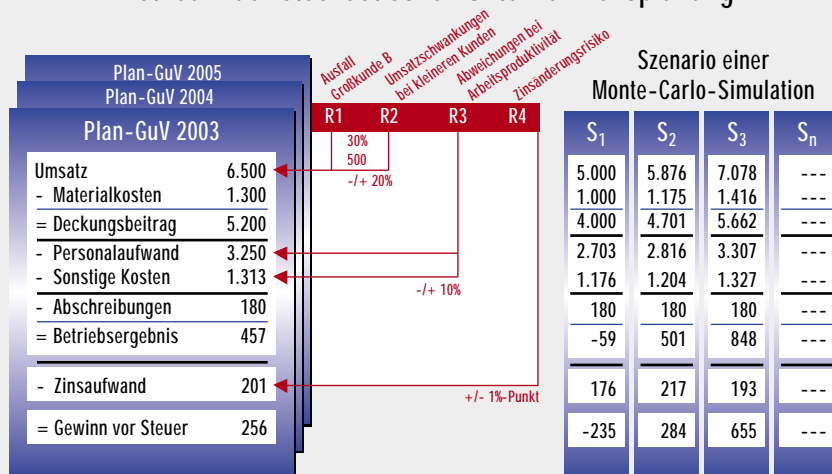 Plan-GuV 2005
Plan-GuV 2004
Plan-GuV 2003
Umsatz 6.500
- Materialkosten 1.300
= Deckungsbeitrag 5.200
- Personalaufwand 3.250
- Sonstige Kosten 1.313
- Abschreibungen 180
= Betriebsergebnis 457
- Zinsaufwand 201
= Gewinn vor Steuer 256
Ausfall
Großkunde B
Umsatzschwankungen
bei kleineren Kunden
Abweichungen bei
Arbeitsproduktivität
Zinsänderungsrisiko
R1 R2 R3 R4
30%
500
-/+ 20%
-/+ 10%
+/- 1%-Punkt
Szenario einer
Monte-Carlo-Simulation
S1 S2 S3 Sn
5.000 5.876 7.078 ---
1.000 1.175 1.416 ---
4.000 4.701 5.662 ---
2.703 2.816 3.307 ---
1.176 1.204 1.327 ---
180 180 180 ---
-59 501 848 ---
176 217 193 ---
-235 284 655 ---